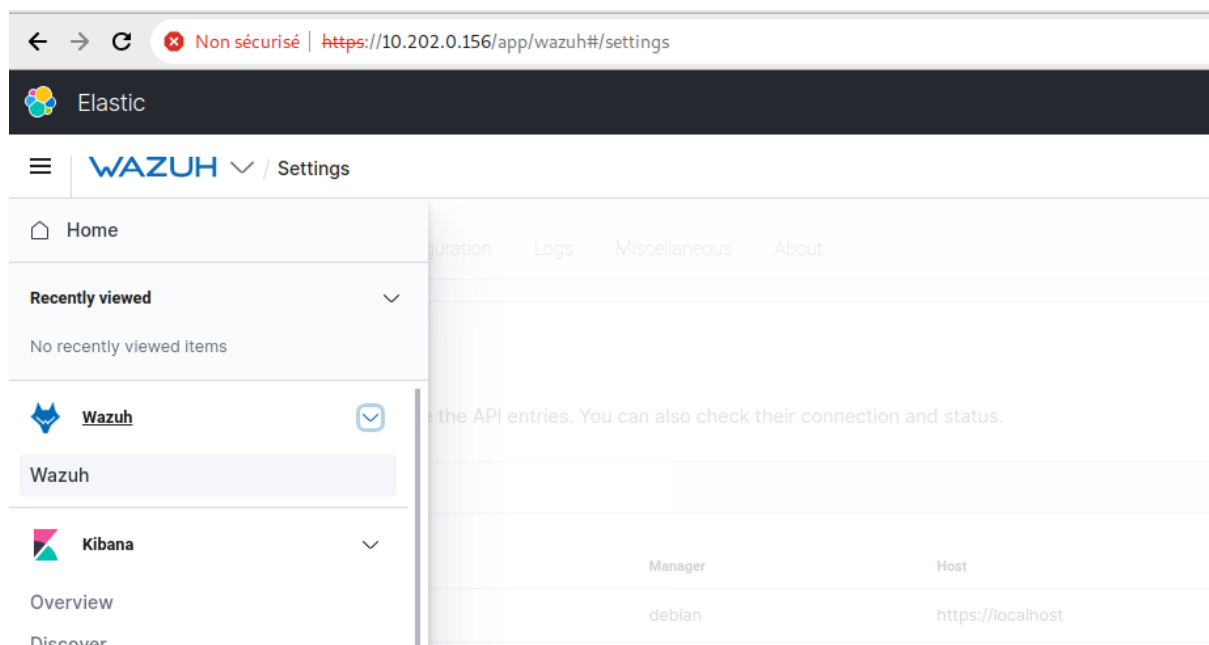 Non sécurisé | https://10.202.0.156/app/wazuh#/settings
Elastic
WAZUH / Settings
Home
guration Logs Miscellaneous About
Recently viewed
No recently viewed items
Wazuh
the API entries. You can also check their connection and status.
Wazuh
Kibana
Manager Host
Overview
debian https://localhost
Discover